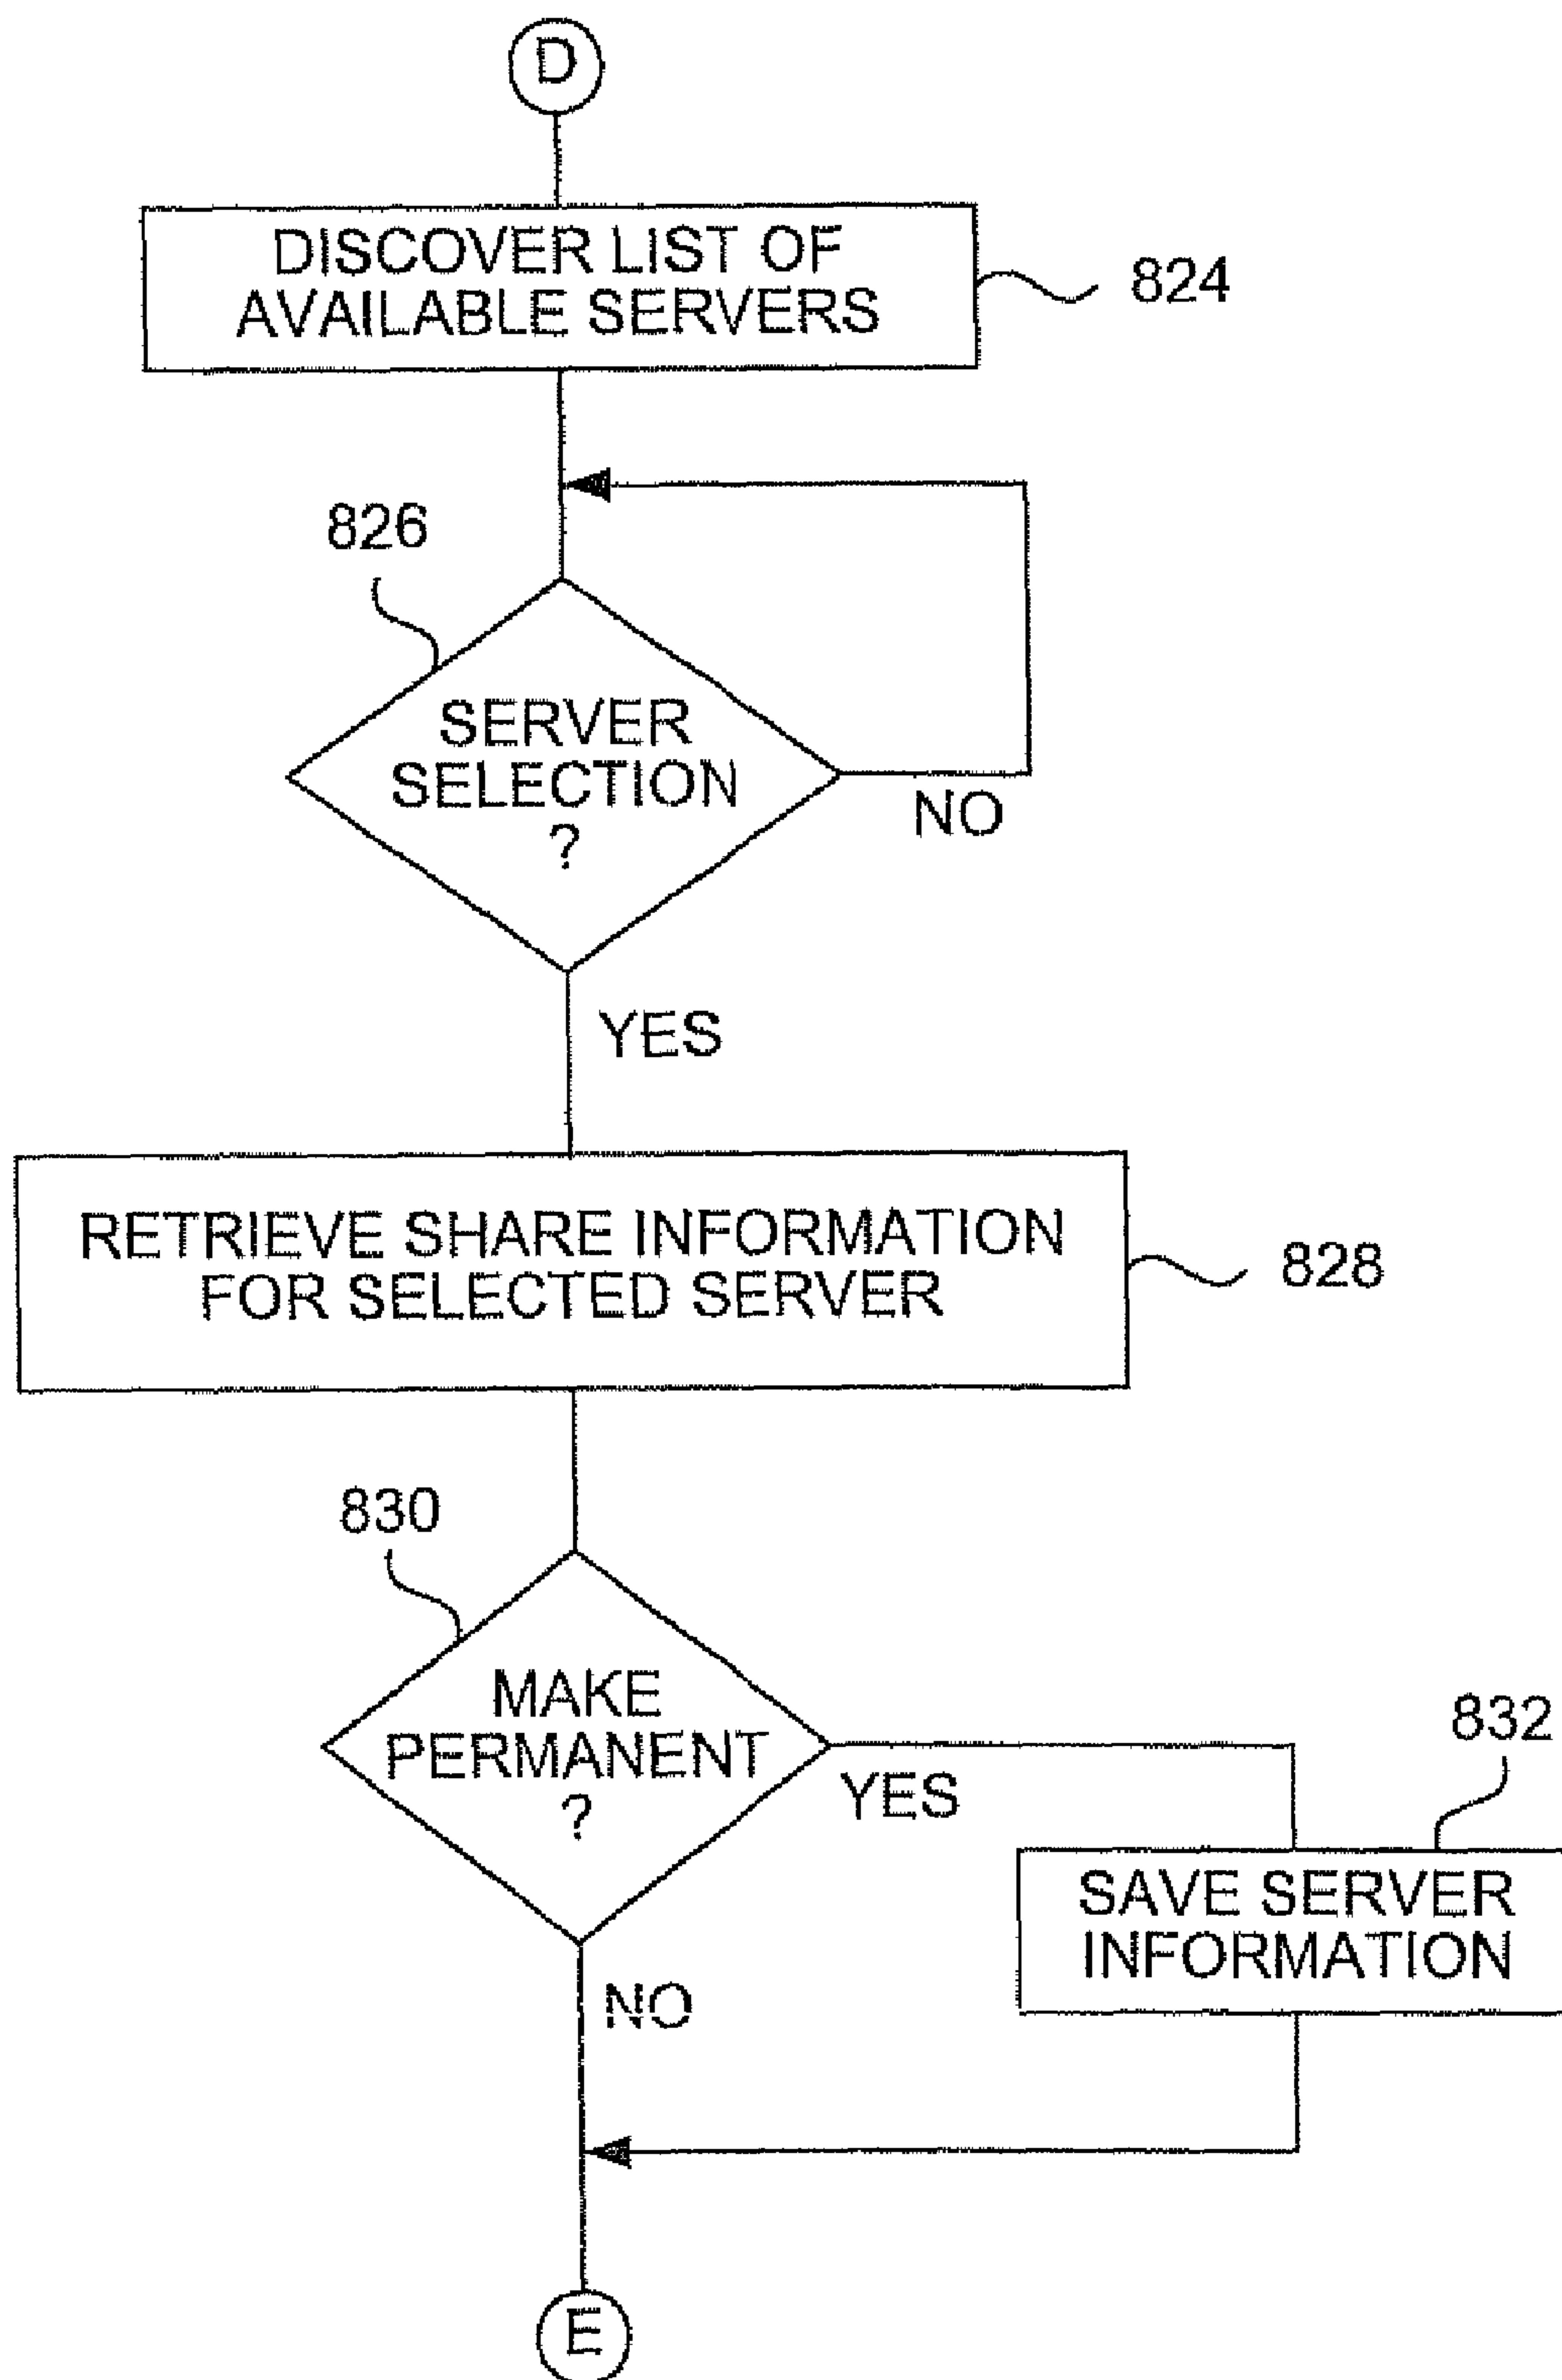 D
DISCOVER LIST OF
AVAILABLE SERVERS
824
826
SERVER
SELECTION
?
NO
YES
RETRIEVE SHARE INFORMATION
FOR SELECTED SERVER
828
830
MAKE
PERMANENT
?
YES
832
SAVE SERVER
INFORMATION
NO
E